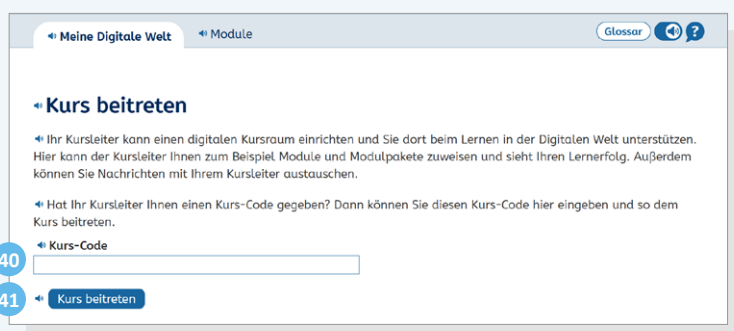 Meine Digitale Welt Module Glossar ?
Kurs beitreten
Ihr Kursleiter kann einen digitalen Kursraum einrichten und Sie dort beim Lernen in der Digitalen Welt unterstützen.
Hier kann der Kursleiter Ihnen zum Beispiel Module und Modulpakete zuweisen und sieht Ihren Lernerfolg. Außerdem
können Sie Nachrichten mit Ihrem Kursleiter austauschen.
Hat Ihr Kursleiter Ihnen einen Kurs-Code gegeben? Dann können Sie diesen Kurs-Code hier eingeben und so dem
Kurs beitreten.
Kurs-Code
40
41 Kurs beitreten